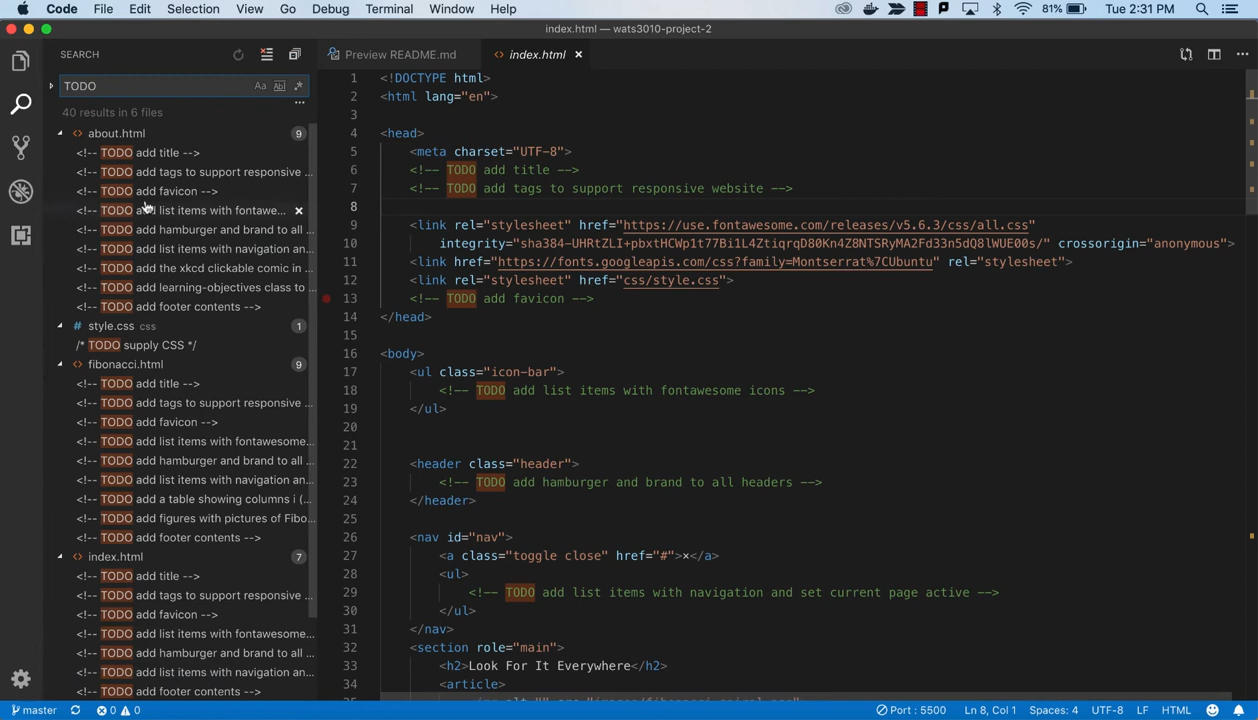 Code File Edit Selection View Go Debug Terminal Window Help 81% Tue 2:31 PM
index.html — wats3010-project-2
SEARCH
Preview README.md
<> index.html ×
TODO Aa Abl .*
...
40 results in 6 files
<> about.html 9
<!-- TODO add title -->
<!-- TODO add tags to support responsive ...
<!-- TODO add favicon -->
<!-- TODO add list items with fontawe... ×
<!-- TODO add hamburger and brand to all ...
<!-- TODO add list items with navigation an...
<!-- TODO add the xkcd clickable comic in ...
<!-- TODO add learning-objectives class to ...
<!-- TODO add footer contents -->
# style.css css 1
/* TODO supply CSS */
<> fibonacci.html 9
<!-- TODO add title -->
<!-- TODO add tags to support responsive ...
<!-- TODO add favicon -->
<!-- TODO add list items with fontawesome...
<!-- TODO add hamburger and brand to all ...
<!-- TODO add list items with navigation an...
<!-- TODO add a table showing columns i (...
<!-- TODO add figures with pictures of Fibo...
<!-- TODO add footer contents -->
<> index.html 7
<!-- TODO add title -->
<!-- TODO add tags to support responsive ...
<!-- TODO add favicon -->
<!-- TODO add list items with fontawesome...
<!-- TODO add hamburger and brand to all ...
<!-- TODO add list items with navigation an...
<!-- TODO add footer contents -->
1 <!DOCTYPE html>
2 <html lang="en">
3
4 <head>
5 <meta charset="UTF-8">
6 <!-- TODO add title -->
7 <!-- TODO add tags to support responsive website -->
8
9 <link rel="stylesheet" href="https://use.fontawesome.com/releases/v5.6.3/css/all.css"
10 integrity="sha384-UHRtZLI+pbxtHCWp1t77Bi1L4ZtiqrqD80Kn4Z8NTSRyMA2Fd33n5dQ8lWUE00s/" crossorigin="anonymous">
11 <link href="https://fonts.googleapis.com/css?family=Montserrat%7CUbuntu" rel="stylesheet">
12 <link rel="stylesheet" href="css/style.css">
13 <!-- TODO add favicon -->
14 </head>
15
16 <body>
17 <ul class="icon-bar">
18 <!-- TODO add list items with fontawesome icons -->
19 </ul>
20
21
22 <header class="header">
23 <!-- TODO add hamburger and brand to all headers -->
24 </header>
25
26 <nav id="nav">
27 <a class="toggle close" href="#">×</a>
28 <ul>
29 <!-- TODO add list items with navigation and set current page active -->
30 </ul>
31 </nav>
32 <section role="main">
33 <h2>Look For It Everywhere</h2>
34 <article>
master 0 0 Port : 5500 Ln 8, Col 1 Spaces: 4 UTF-8 LF HTML